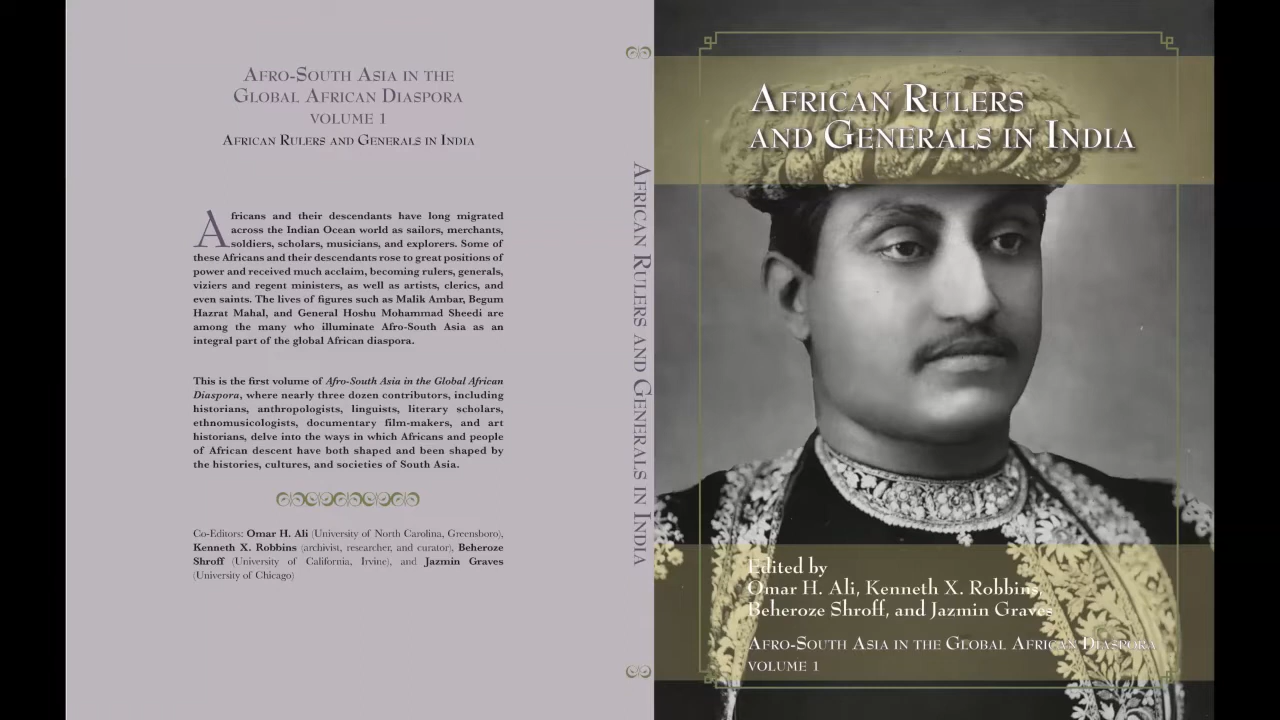 Afro-South Asia in the
Global African Diaspora
volume 1
African Rulers and Generals in India
Africans and their descendants have long migrated
across the Indian Ocean world as sailors, merchants,
soldiers, scholars, musicians, and explorers. Some of
these Africans and their descendants rose to great positions of
power and received much acclaim, becoming rulers, generals,
viziers and regent ministers, as well as artists, clerics, and
even saints. The lives of figures such as Malik Ambar, Begum
Hazrat Mahal, and General Hoshu Mohammad Sheedi are
among the many who illuminate Afro-South Asia as an
integral part of the global African diaspora.
This is the first volume of Afro-South Asia in the Global African
Diaspora, where nearly three dozen contributors, including
historians, anthropologists, linguists, literary scholars,
ethnomusicologists, documentary film-makers, and art
historians, delve into the ways in which Africans and people
of African descent have both shaped and been shaped by
the histories, cultures, and societies of South Asia.
Co-Editors: Omar H. Ali (University of North Carolina, Greensboro),
Kenneth X. Robbins (archivist, researcher, and curator), Beheroze
Shroff (University of California, Irvine), and Jazmin Graves
(University of Chicago)
African Rulers and Generals in India
African Rulers
and Generals in India
Edited by
Omar H. Ali, Kenneth X. Robbins,
Beheroze Shroff, and Jazmin Graves
Afro-South Asia in the Global African Diaspora
volume 1